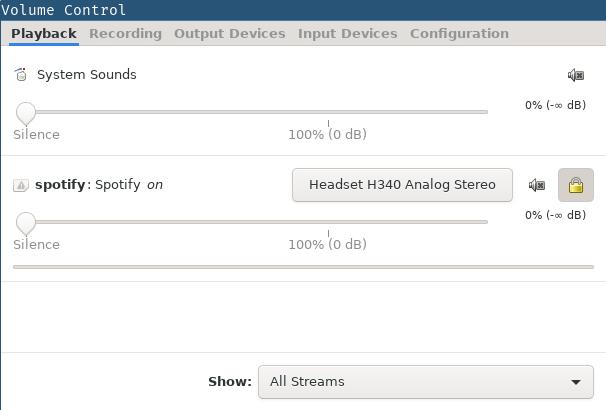 Volume Control
Playback Recording Output Devices Input Devices Configuration
System Sounds
0% (-∞ dB)
Silence 100% (0 dB)
spotify: Spotify on Headset H340 Analog Stereo
0% (-∞ dB)
Silence 100% (0 dB)
Show: All Streams